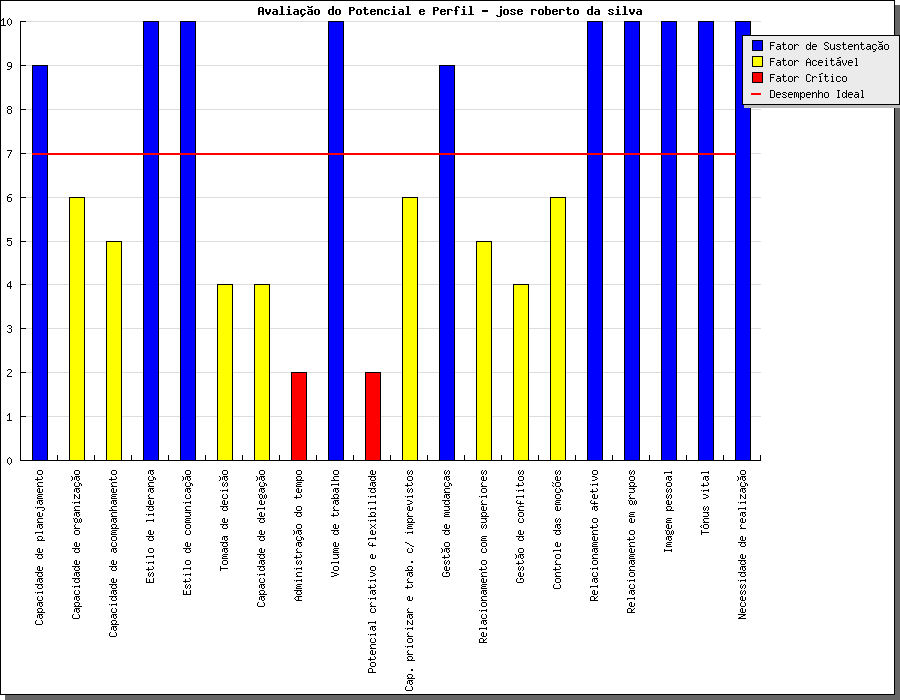 Avaliação do Potencial e Perfil - jose roberto da silva
Fator de Sustentação
Fator Aceitável
Fator Crítico
Desempenho Ideal
10
9
8
7
6
5
4
3
2
1
0
Capacidade de planejamento
Capacidade de organização
Capacidade de acompanhamento
Estilo de liderança
Estilo de comunicação
Tomada de decisão
Capacidade de delegação
Administração do tempo
Volume de trabalho
Potencial criativo e flexibilidade
Cap. priorizar e trab. c/ imprevistos
Gestão de mudanças
Relacionamento com superiores
Gestão de conflitos
Controle das emoções
Relacionamento afetivo
Relacionamento em grupos
Imagem pessoal
Tônus vital
Necessidade de realização